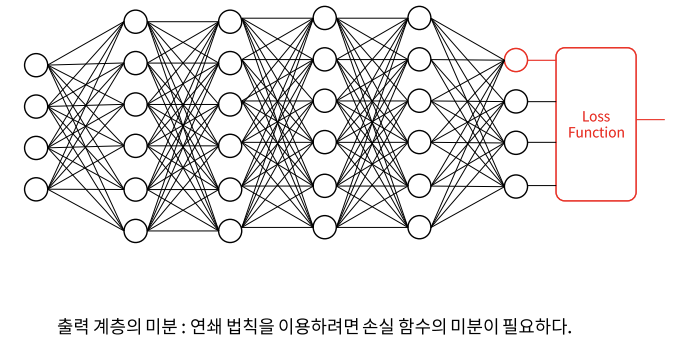 Loss
Function
출력 계층의 미분 : 연쇄 법칙을 이용하려면 손실 함수의 미분이 필요하다.